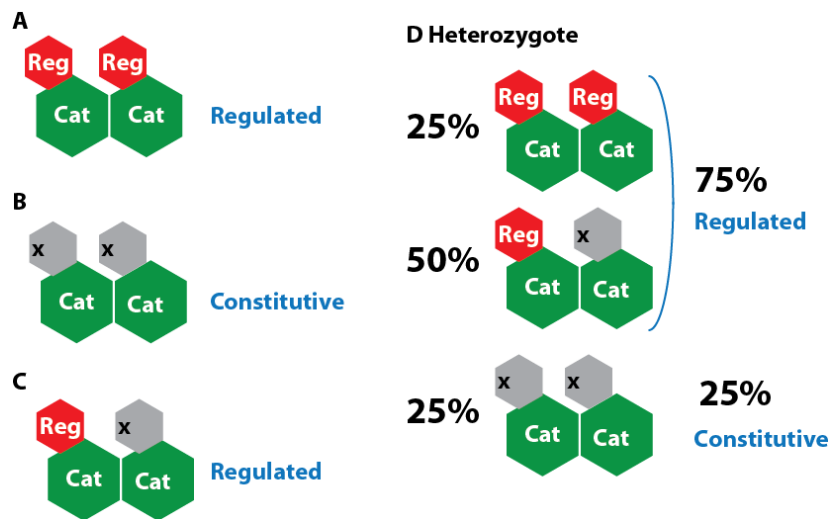 A
Reg Reg
Cat Cat
Regulated
B
x x
Cat Cat
Constitutive
C
Reg x
Cat Cat
Regulated
D Heterozygote
25%
Reg Reg
Cat Cat
50%
Reg x
Cat Cat
75%
Regulated
25%
x x
Cat Cat
25%
Constitutive